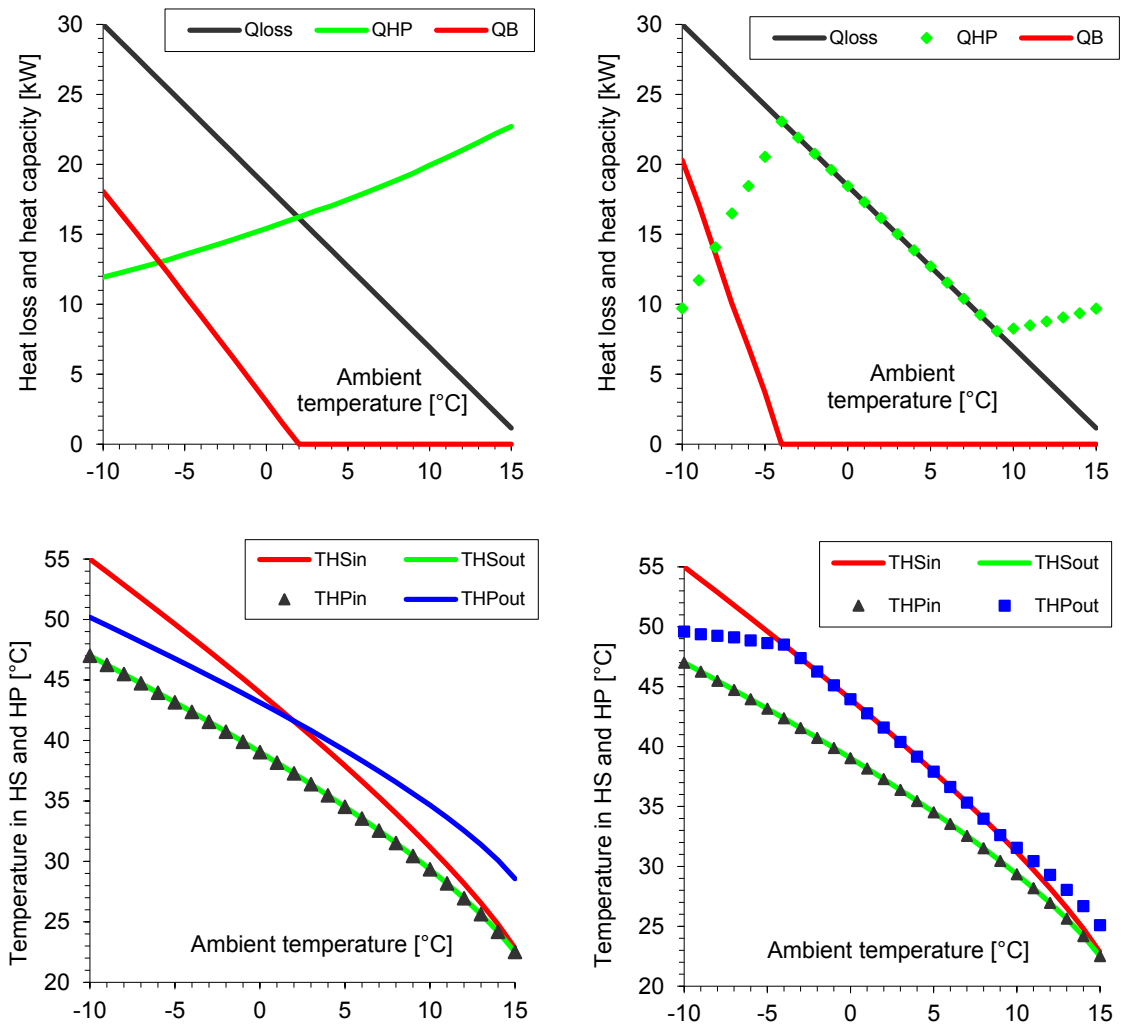 Qloss QHP QB
Heat loss and heat capacity [kW]
30
25
20
15
10
5
0
Ambient
temperature [°C]
-10 -5 0 5 10 15
Qloss QHP QB
Heat loss and heat capacity [kW]
30
25
20
15
10
5
0
Ambient
temperature [°C]
-10 -5 0 5 10 15
THSin THSout
THPin THPout
Temperature in HS and HP [°C]
55
50
45
40
35
30
25
20
Ambient temperature [°C]
-10 -5 0 5 10 15
THSin THSout
THPin THPout
Temperature in HS and HP [°C]
55
50
45
40
35
30
25
20
Ambient temperature [°C]
-10 -5 0 5 10 15